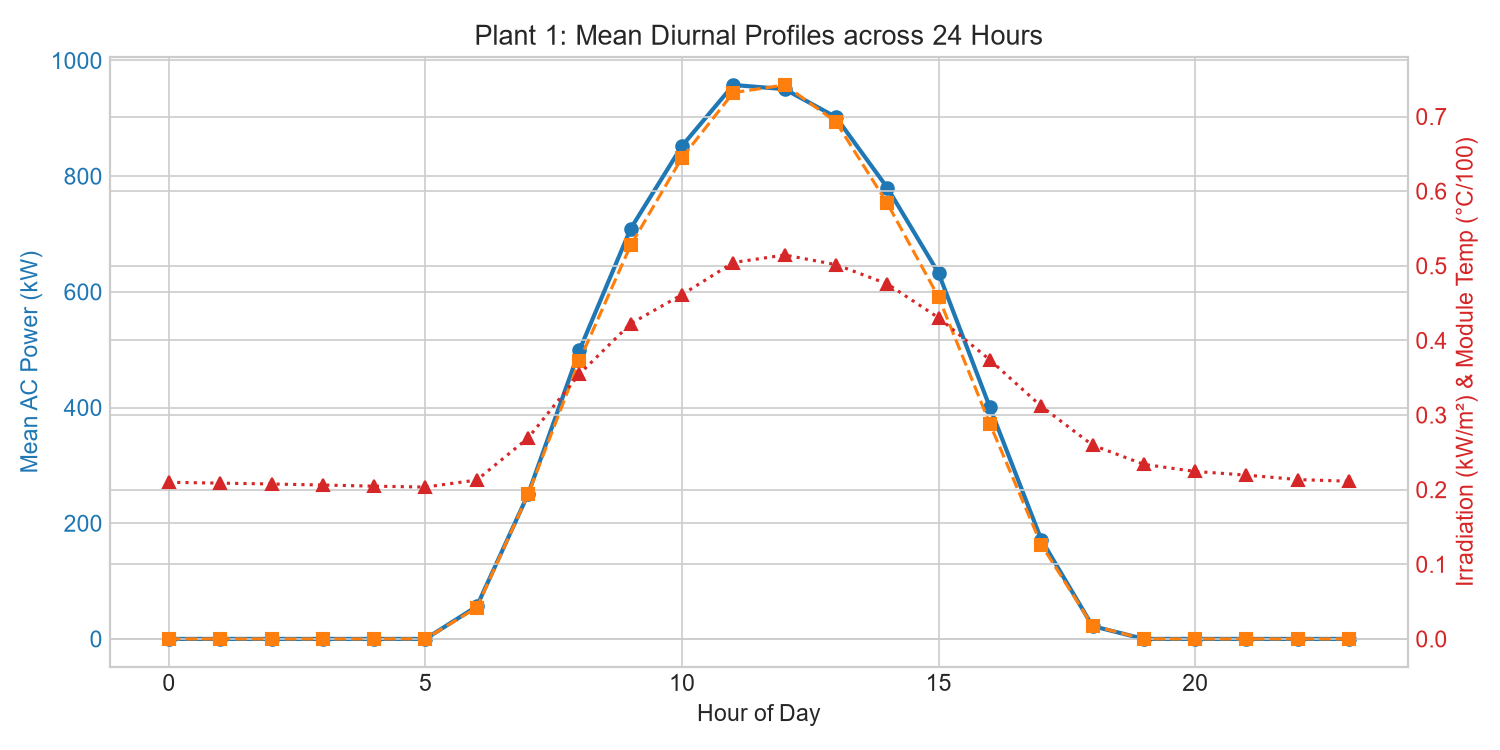 Plant 1: Mean Diurnal Profiles across 24 Hours
Mean AC Power (kW)
1000
800
600
400
200
0
0.7
0.6
0.5
0.4
0.3
0.2
0.1
0.0
Irradiation (kW/m²) & Module Temp (°C/100)
0 5 10 15 20
Hour of Day